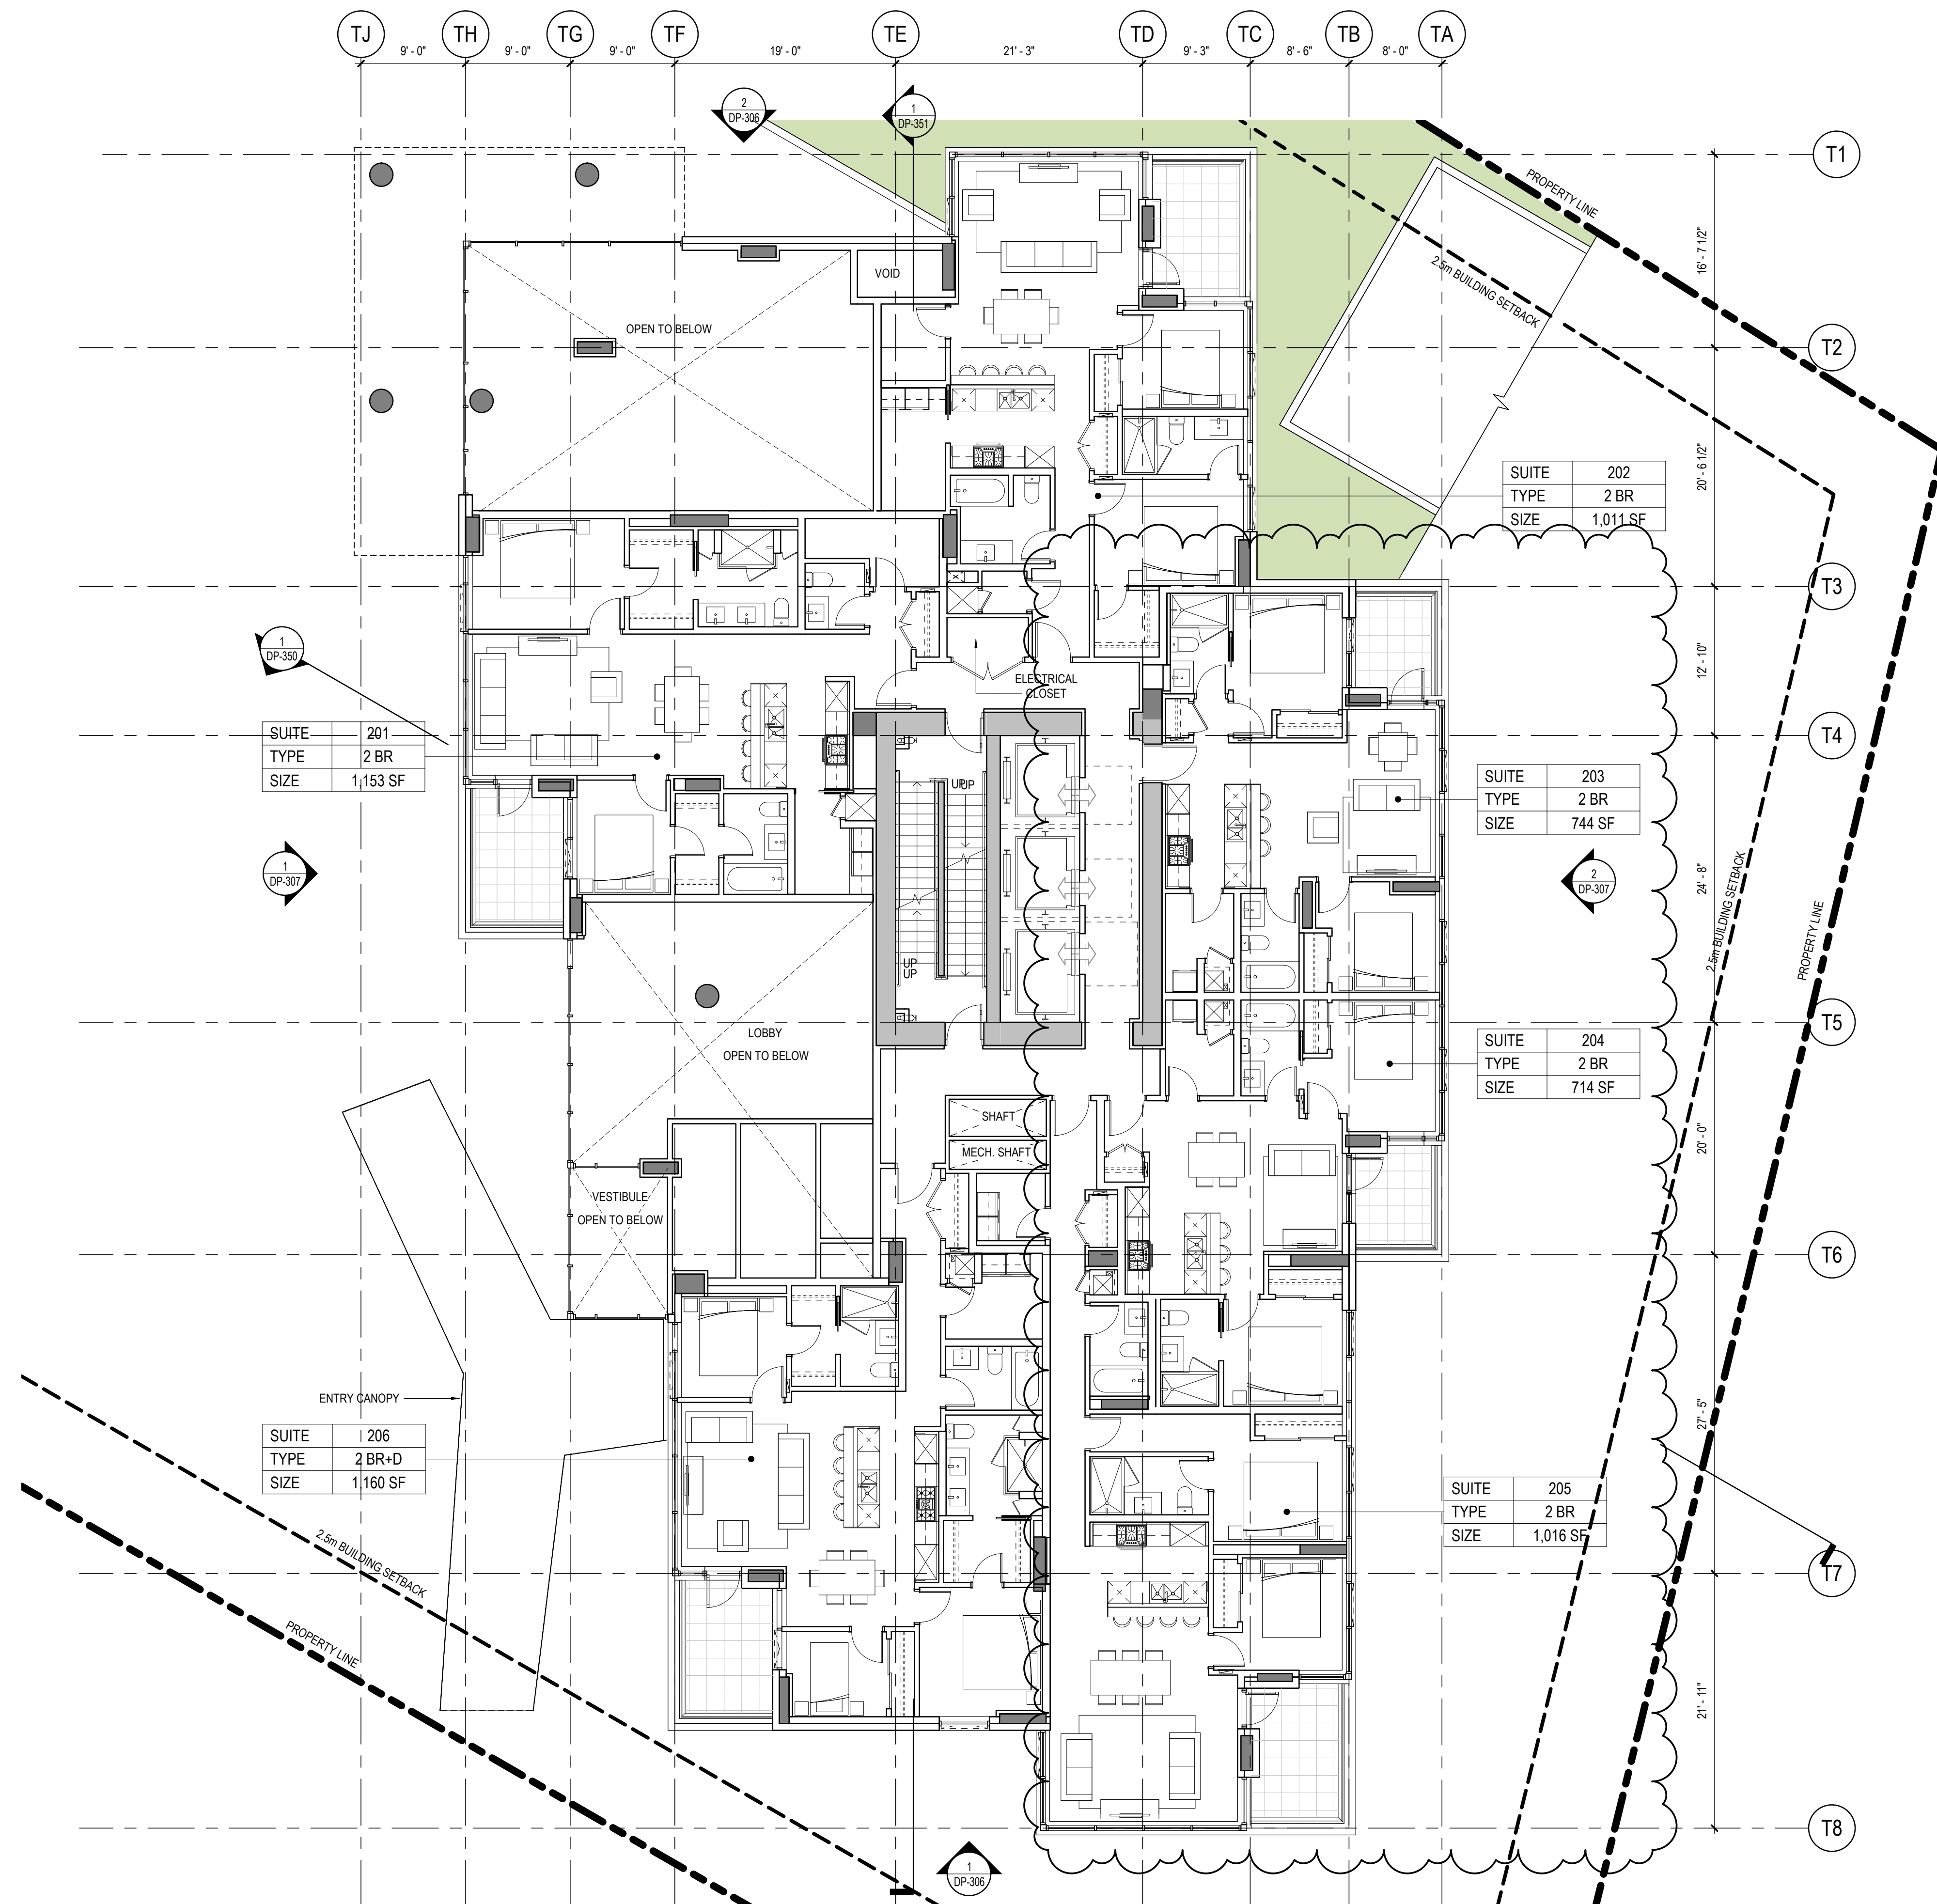 TJ TH TG TF TE TD TC TB TA
9' - 0" 9' - 0" 9' - 0" 19' - 0" 21' - 3" 9' - 3" 8' - 6" 8' - 0"
2
DP-306
1
DP-351
T1
PROPERTY LINE
16' - 7 1/2"
2.5m BUILDING SETBACK
VOID
OPEN TO BELOW
T2
20' - 6 1/2"
SUITE 202
TYPE 2 BR
SIZE 1,011 SF
T3
1
DP-350
12' - 10"
ELECTRICAL
CLOSET
SUITE 201
TYPE 2 BR
SIZE 1,153 SF
T4
SUITE 203
TYPE 2 BR
SIZE 744 SF
UP UP
1
DP-307
2
DP-307
24' - 8"
2.5m BUILDING SETBACK
PROPERTY LINE
UP
UP
T5
LOBBY
OPEN TO BELOW
SUITE 204
TYPE 2 BR
SIZE 714 SF
SHAFT
MECH. SHAFT
20' - 0"
VESTIBULE
OPEN TO BELOW
T6
ENTRY CANOPY
27' - 5"
SUITE 206
TYPE 2 BR+D
SIZE 1,160 SF
SUITE 205
TYPE 2 BR
SIZE 1,016 SF
2.5m BUILDING SETBACK
T7
PROPERTY LINE
21' - 11"
T8
1
DP-306